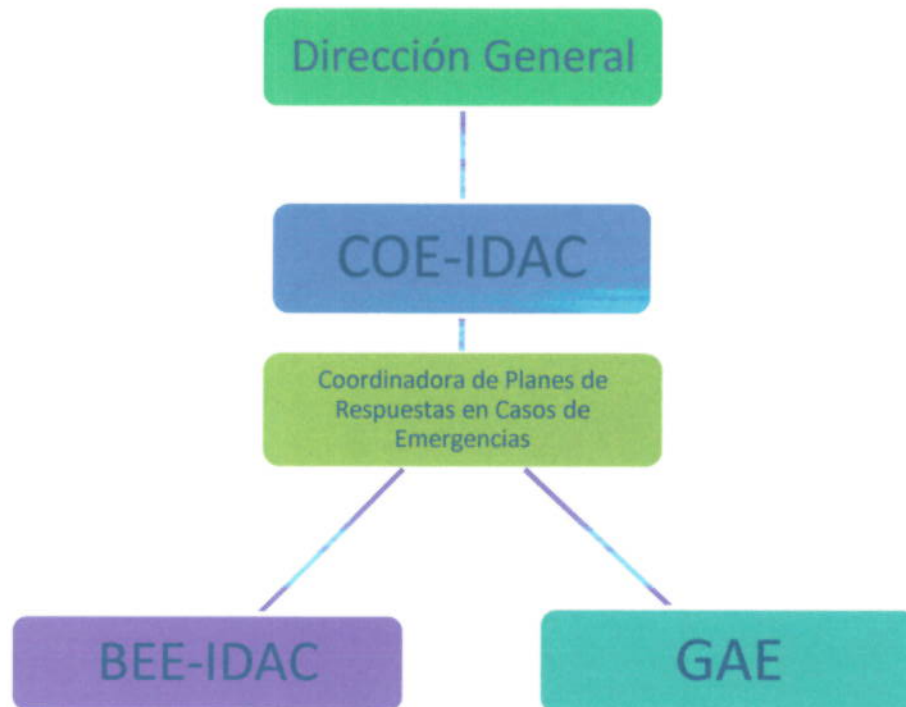 Dirección General
COE-IDAC
Coordinadora de Planes de
Respuestas en Casos de
Emergencias
BEE-IDAC
GAE